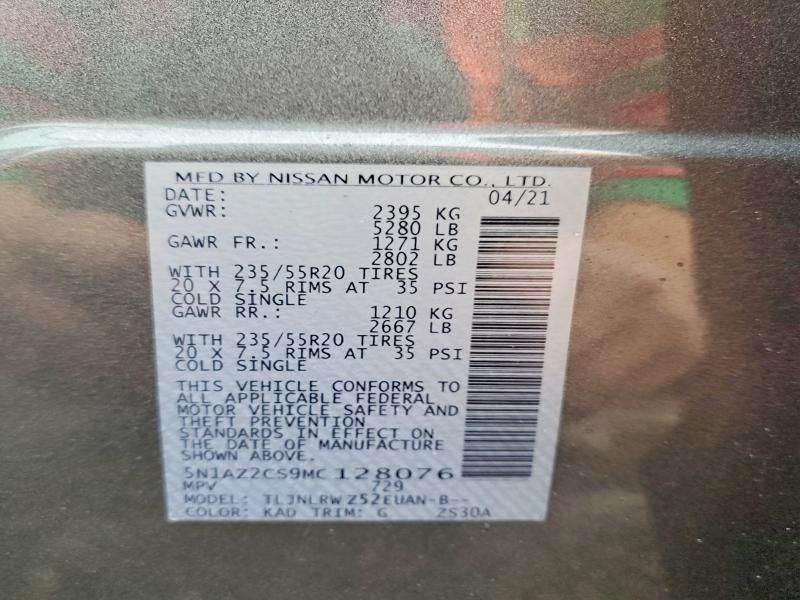 MFD BY NISSAN MOTOR CO., LTD.
DATE: 04/21
GVWR: 2395 KG
5280 LB
GAWR FR.: 1271 KG
2802 LB
WITH 235/55R20 TIRES
20 X 7.5 RIMS AT 35 PSI
COLD SINGLE
GAWR RR.: 1210 KG
2667 LB
WITH 235/55R20 TIRES
20 X 7.5 RIMS AT 35 PSI
COLD SINGLE
THIS VEHICLE CONFORMS TO
ALL APPLICABLE FEDERAL
MOTOR VEHICLE SAFETY AND
THEFT PREVENTION
STANDARDS IN EFFECT ON
THE DATE OF MANUFACTURE
SHOWN ABOVE.
5N1AZ2CS9MC128076
MPV 729
MODEL: TLJNLRW Z52EUAN-B--
COLOR: KAD TRIM: G ZS30A